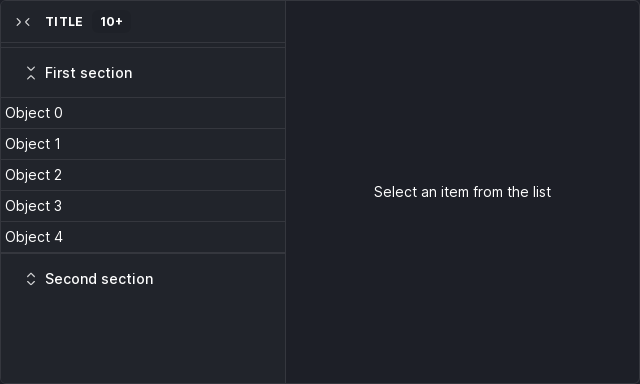 TITLE 10+
First section
Object 0
Object 1
Object 2
Object 3
Object 4
Second section
Select an item from the list